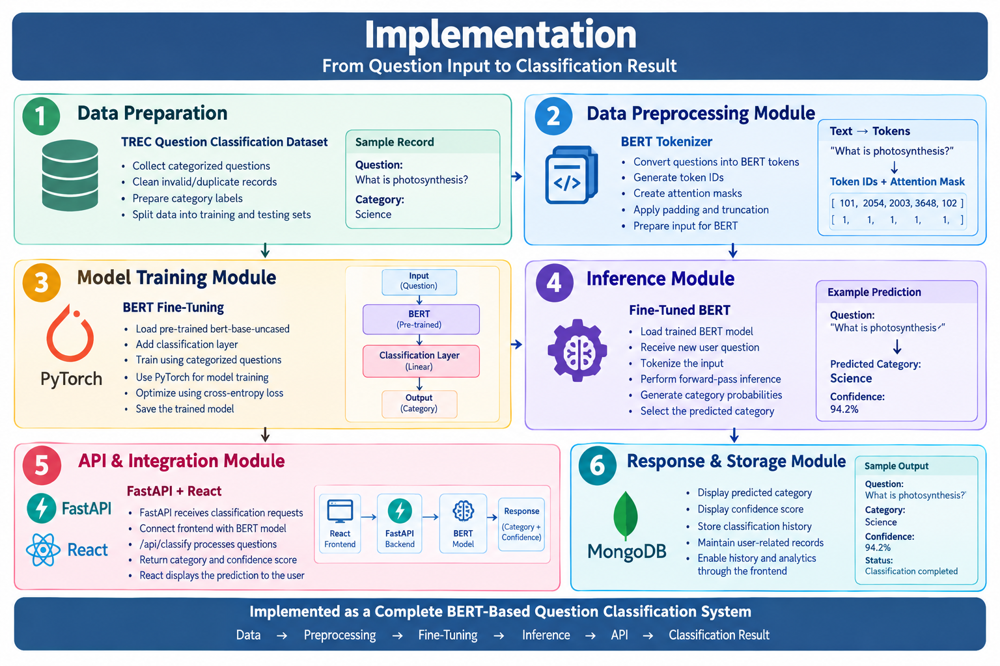 Implementation
From Question Input to Classification Result
1
Data Preparation
TREC Question Classification Dataset
• Collect categorized questions
• Clean invalid/duplicate records
• Prepare category labels
• Split data into training and testing sets
Sample Record
Question:
What is photosynthesis?
Category:
Science
2
Data Preprocessing Module
BERT Tokenizer
• Convert questions into BERT tokens
• Generate token IDs
• Create attention masks
• Apply padding and truncation
• Prepare input for BERT
</>
Text → Tokens
"What is photosynthesis?"
↓
Token IDs + Attention Mask
[ 101, 2054, 2003, 3648, 102 ]
[ 1, 1, 1, 1, 1, ]
3
Model Training Module
PyTorch
BERT Fine-Tuning
• Load pre-trained bert-base-uncased
• Add classification layer
• Train using categorized questions
• Use PyTorch for model training
• Optimize using cross-entropy loss
• Save the trained model
Input
(Question)
BERT
(Pre-trained)
Classification Layer
(Linear)
Output
(Category)
4
Inference Module
Fine-Tuned BERT
• Load trained BERT model
• Receive new user question
• Tokenize the input
• Perform forward-pass inference
• Generate category probabilities
• Select the predicted category
Example Prediction
Question:
"What is photosynthesis"
↓
Predicted Category:
Science
Confidence:
94.2%
5
API & Integration Module
FastAPI
React
FastAPI + React
• FastAPI receives classification requests
• Connect frontend with BERT model
• /api/classify processes questions
• Return category and confidence score
• React displays the prediction to the user
React
Frontend
FastAPI
Backend
BERT
Model
Response
(Category +
Confidence)
6
Response & Storage Module
MongoDB
• Display predicted category
• Display confidence score
• Store classification history
• Maintain user-related records
• Enable history and analytics
through the frontend
Sample Output
Question:
What is photosynthesis?
Category:
Science
Confidence:
94.2%
Status:
Classification completed
Implemented as a Complete BERT-Based Question Classification System
Data → Preprocessing → Fine-Tuning → Inference → API → Classification Result